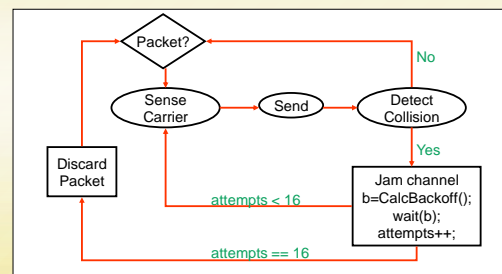 Packet?
No
Sense
Carrier
Send
Detect
Collision
Yes
Discard
Packet
Jam channel
b=CalcBackoff();
wait(b);
attempts++;
attempts < 16
attempts == 16